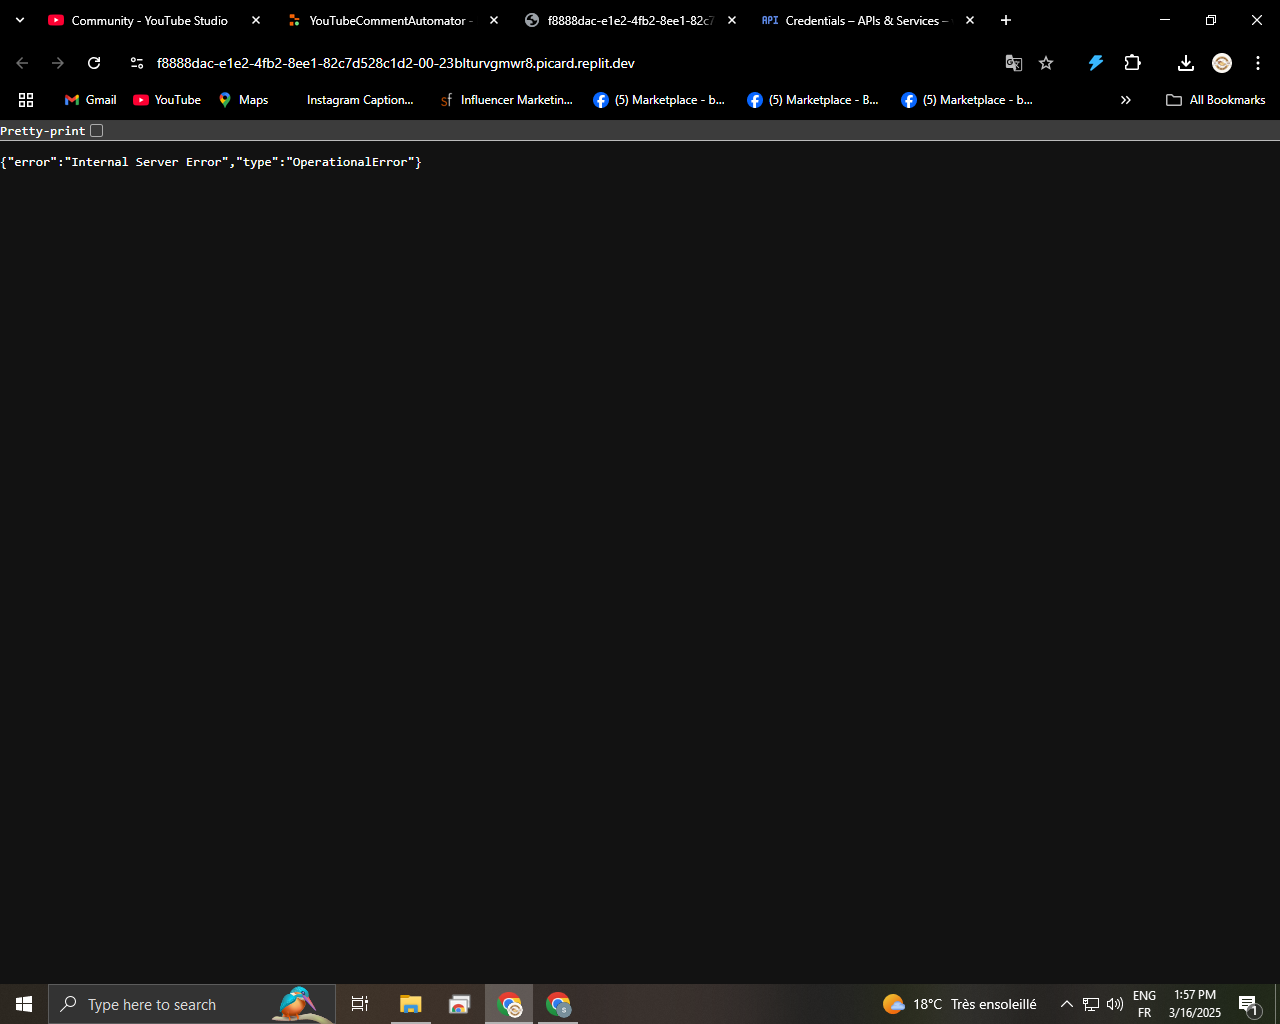 Community - YouTube Studio
YouTubeCommentAutomator -
f8888dac-e1e2-4fb2-8ee1-82c7
API Credentials – APIs & Services –
f8888dac-e1e2-4fb2-8ee1-82c7d528c1d2-00-23blturvgmwr8.picard.replit.dev
Gmail
YouTube
Maps
Instagram Caption...
sf Influencer Marketin...
(5) Marketplace - b...
(5) Marketplace - B...
(5) Marketplace - b...
All Bookmarks
Pretty-print
{"error":"Internal Server Error","type":"OperationalError"}
Type here to search
18°C Très ensoleillé
ENG
FR
1:57 PM
3/16/2025
1
S